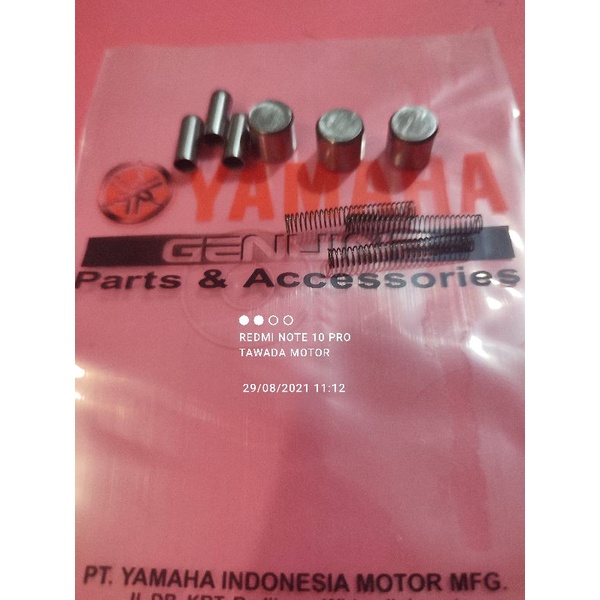 YAMAHA
GENUINE
Parts & Accessories
REDMI NOTE 10 PRO
TAWADA MOTOR
29/08/2021 11:12
PT. YAMAHA INDONESIA MOTOR MFG.